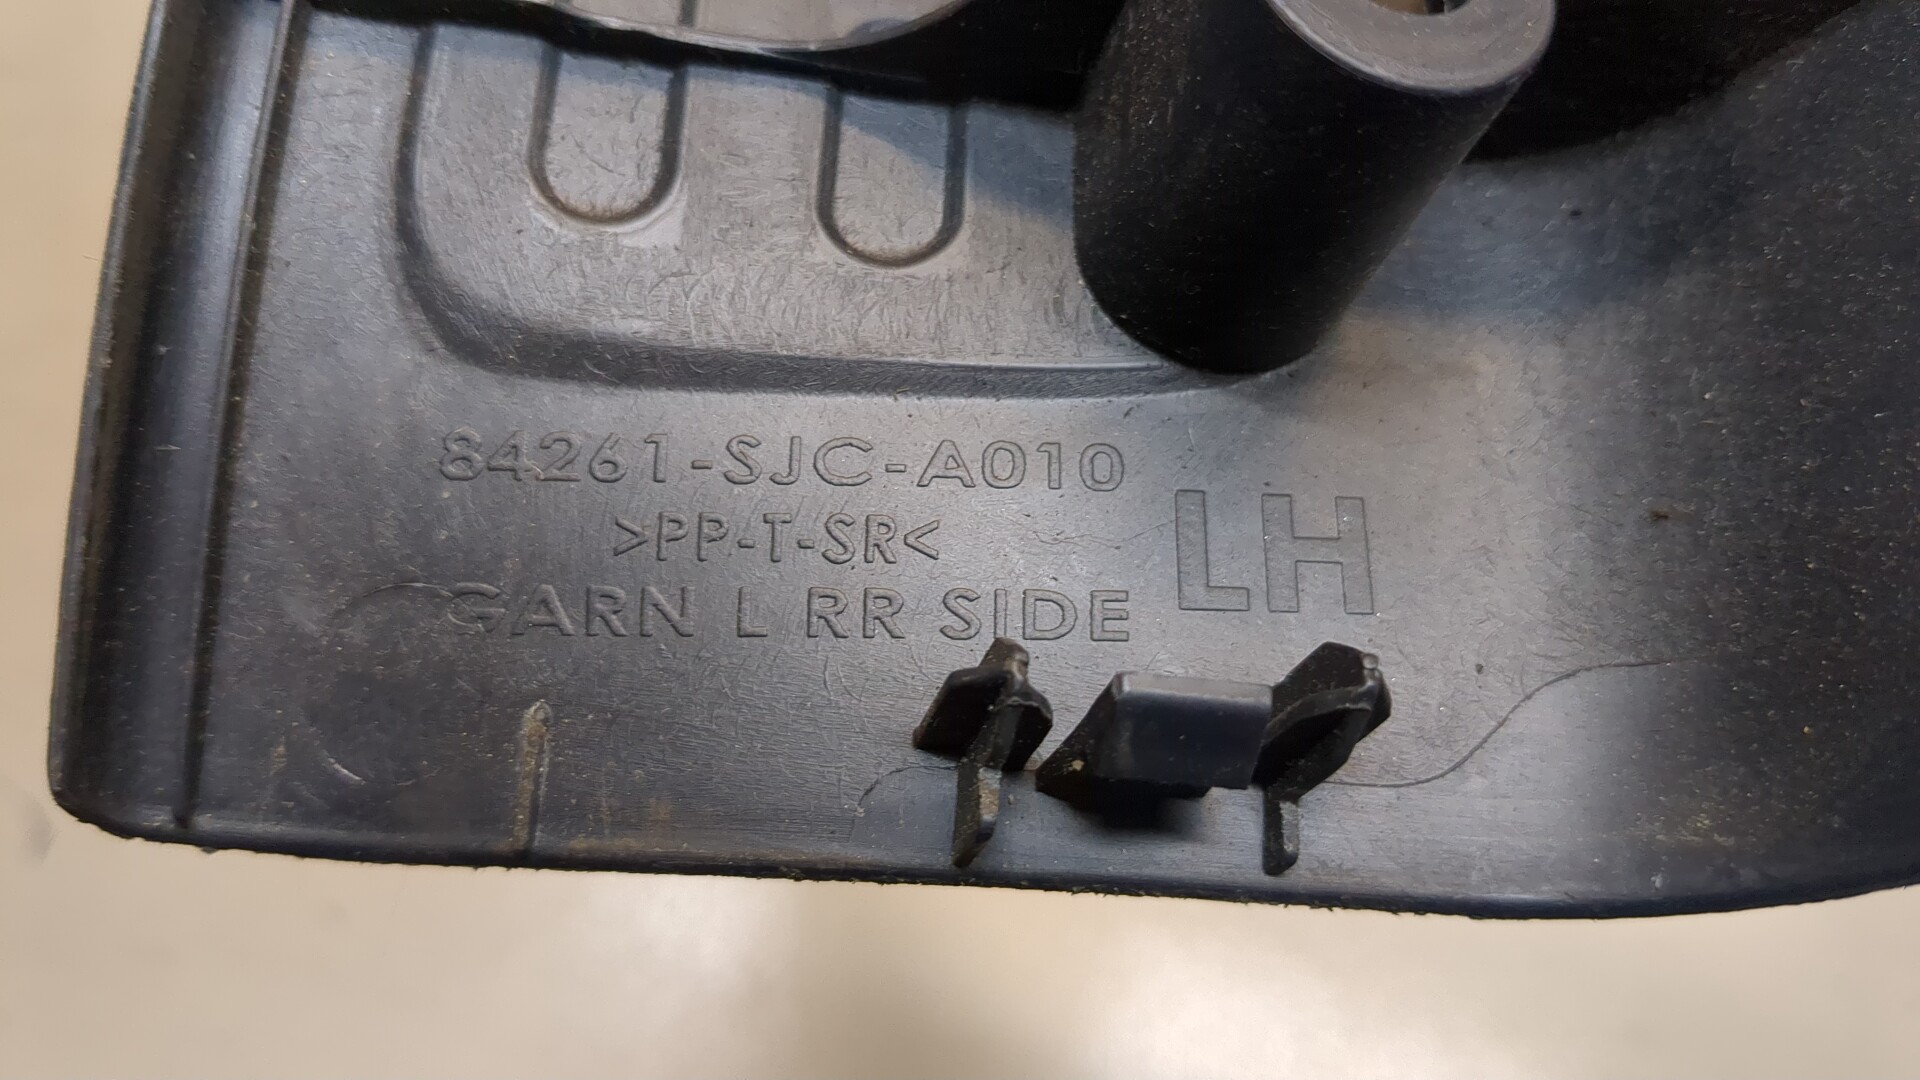 84261-SJC-A010
>PP-T-SR<
LH
GARN L RR SIDE